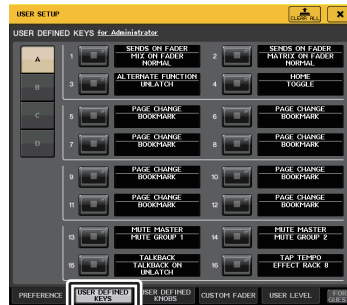 USER SETUP
CLEAR ALL
USER DEFINED KEYS for Administrator
A
B
C
D
1
SENDS ON FADER
MIX ON FADER
NORMAL
2
SENDS ON FADER
MATRIX ON FADER
NORMAL
3
ALTERNATE FUNCTION
UNLATCH
4
HOME
TOGGLE
5
PAGE CHANGE
BOOKMARK
6
PAGE CHANGE
BOOKMARK
7
PAGE CHANGE
BOOKMARK
8
PAGE CHANGE
BOOKMARK
9
PAGE CHANGE
BOOKMARK
10
PAGE CHANGE
BOOKMARK
11
PAGE CHANGE
BOOKMARK
12
PAGE CHANGE
BOOKMARK
13
MUTE MASTER
MUTE GROUP 1
14
MUTE MASTER
MUTE GROUP 2
15
TALKBACK
TALKBACK ON
UNLATCH
16
TAP TEMPO
EFFECT RACK 8
PREFERENCE
USER DEFINED
KEYS
USER DEFINED
KNOBS
CUSTOM FADER
USER LEVEL
FOR
GUES